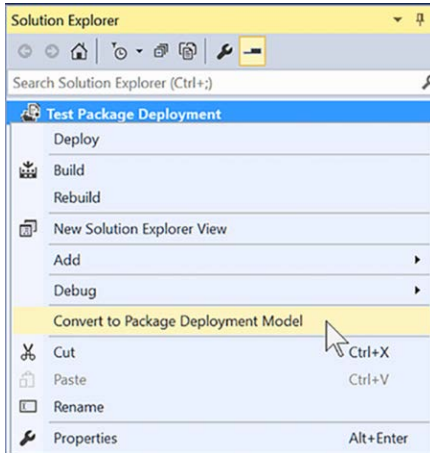 Solution Explorer
Search Solution Explorer (Ctrl+;)
Test Package Deployment
Deploy
Build
Rebuild
New Solution Explorer View
Add
Debug
Convert to Package Deployment Model
Cut Ctrl+X
Paste Ctrl+V
Rename
Properties Alt+Enter